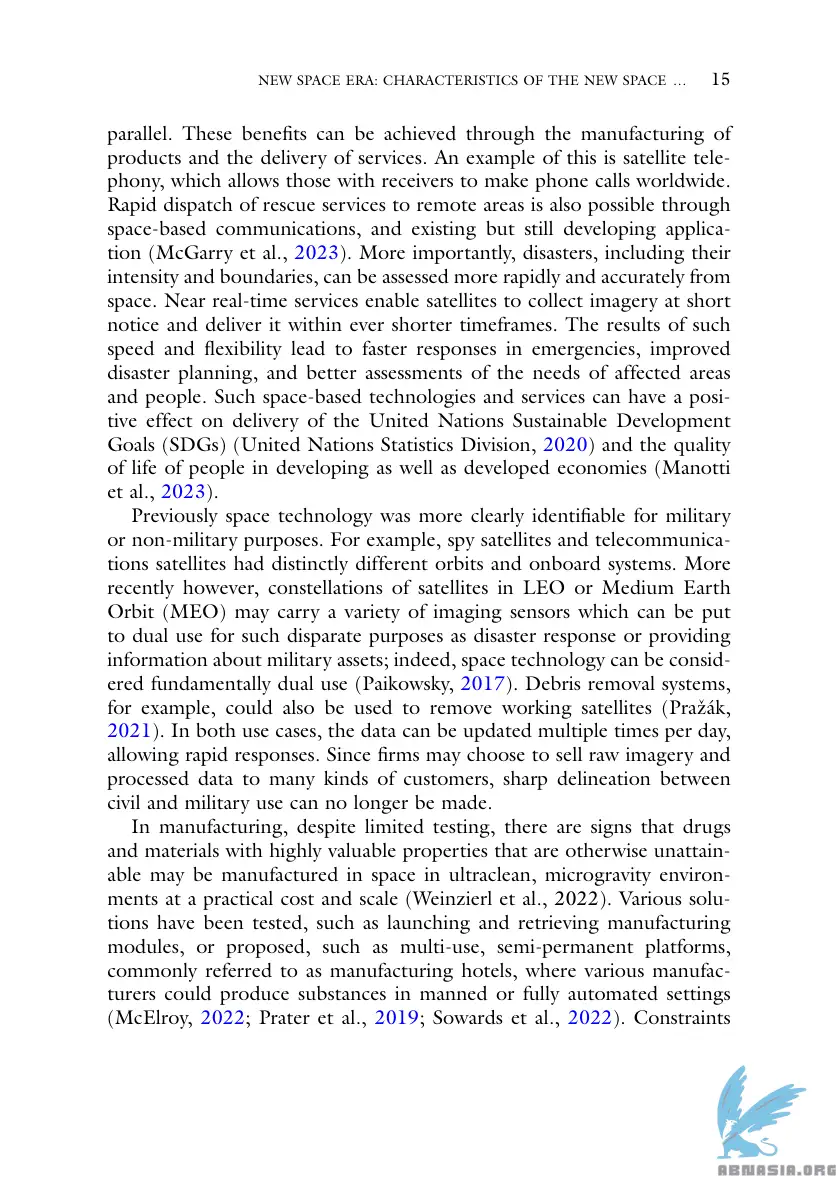 NEW SPACE ERA: CHARACTERISTICS OF THE NEW SPACE … 15
parallel. These benefits can be achieved through the manufacturing of
products and the delivery of services. An example of this is satellite tele-
phony, which allows those with receivers to make phone calls worldwide.
Rapid dispatch of rescue services to remote areas is also possible through
space-based communications, and existing but still developing applica-
tion (McGarry et al., 2023). More importantly, disasters, including their
intensity and boundaries, can be assessed more rapidly and accurately from
space. Near real-time services enable satellites to collect imagery at short
notice and deliver it within ever shorter timeframes. The results of such
speed and flexibility lead to faster responses in emergencies, improved
disaster planning, and better assessments of the needs of affected areas
and people. Such space-based technologies and services can have a posi-
tive effect on delivery of the United Nations Sustainable Development
Goals (SDGs) (United Nations Statistics Division, 2020) and the quality
of life of people in developing as well as developed economies (Manotti
et al., 2023).
Previously space technology was more clearly identifiable for military
or non-military purposes. For example, spy satellites and telecommunica-
tions satellites had distinctly different orbits and onboard systems. More
recently however, constellations of satellites in LEO or Medium Earth
Orbit (MEO) may carry a variety of imaging sensors which can be put
to dual use for such disparate purposes as disaster response or providing
information about military assets; indeed, space technology can be consid-
ered fundamentally dual use (Paikowsky, 2017). Debris removal systems,
for example, could also be used to remove working satellites (Pražák,
2021). In both use cases, the data can be updated multiple times per day,
allowing rapid responses. Since firms may choose to sell raw imagery and
processed data to many kinds of customers, sharp delineation between
civil and military use can no longer be made.
In manufacturing, despite limited testing, there are signs that drugs
and materials with highly valuable properties that are otherwise unattain-
able may be manufactured in space in ultraclean, microgravity environ-
ments at a practical cost and scale (Weinzierl et al., 2022). Various solu-
tions have been tested, such as launching and retrieving manufacturing
modules, or proposed, such as multi-use, semi-permanent platforms,
commonly referred to as manufacturing hotels, where various manufac-
turers could produce substances in manned or fully automated settings
(McElroy, 2022; Prater et al., 2019; Sowards et al., 2022). Constraints
ABNASIA.ORG